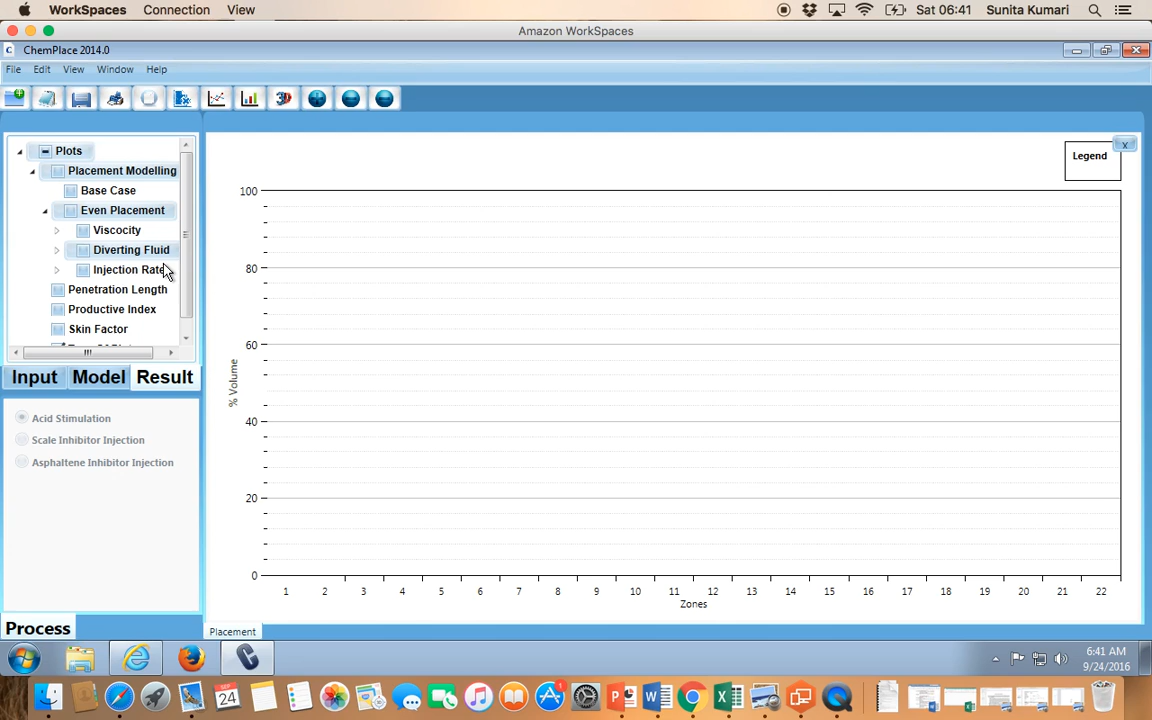 WorkSpaces Connection View Sat 06:41 Sunita Kumari
Amazon WorkSpaces
C ChemPlace 2014.0
File Edit View Window Help
3D
Plots
Placement Modelling
Base Case
Even Placement
Viscocity
Diverting Fluid
Injection Rate
Penetration Length
Productive Index
Skin Factor
Input Model Result
Acid Stimulation
Scale Inhibitor Injection
Asphaltene Inhibitor Injection
Process
x
Legend
100
80
60
40
20
0
% Volume
1 2 3 4 5 6 7 8 9 10 11 12 13 14 15 16 17 18 19 20 21 22
Zones
Placement
6:41 AM
9/24/2016
SEP
24